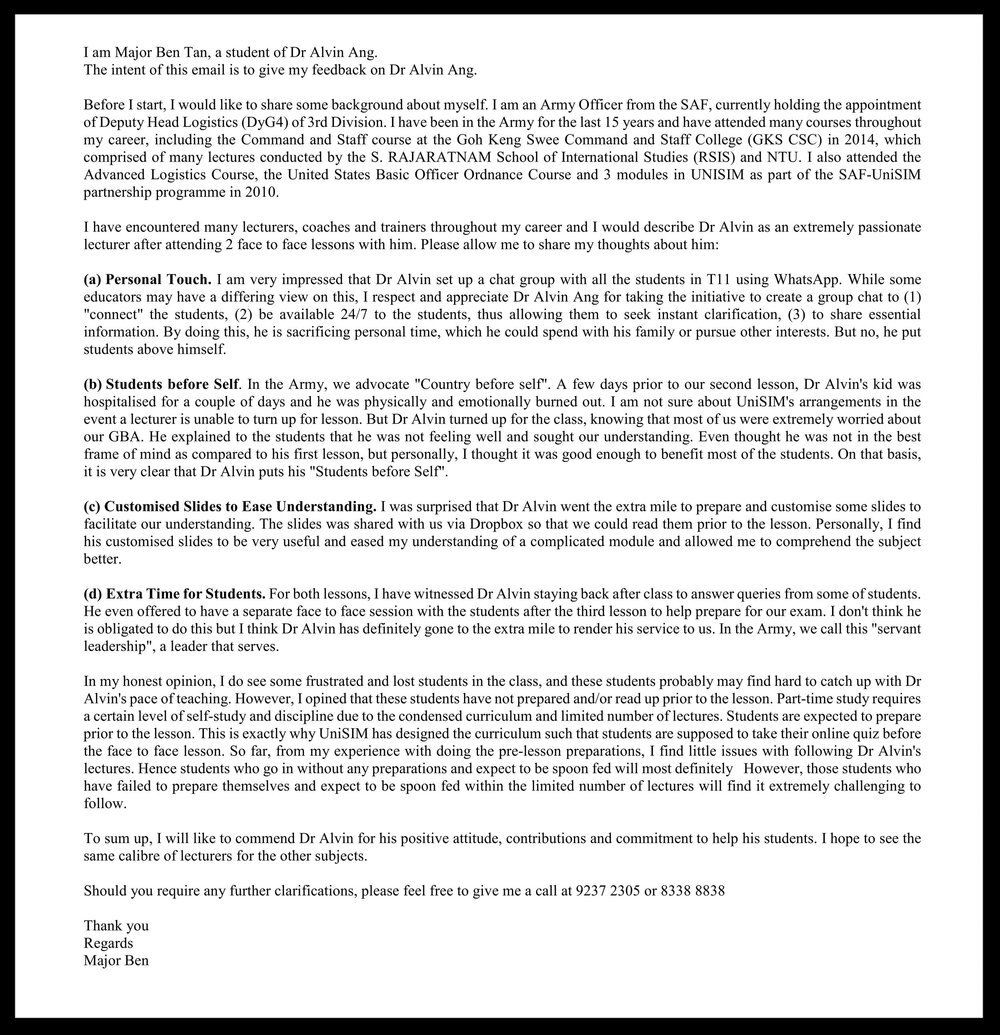 I am Major Ben Tan, a student of Dr Alvin Ang.
The intent of this email is to give my feedback on Dr Alvin Ang.
Before I start, I would like to share some background about myself. I am an Army Officer from the SAF, currently holding the appointment
of Deputy Head Logistics (DyG4) of 3rd Division. I have been in the Army for the last 15 years and have attended many courses throughout
my career, including the Command and Staff course at the Goh Keng Swee Command and Staff College (GKS CSC) in 2014, which
comprised of many lectures conducted by the S. RAJARATNAM School of International Studies (RSIS) and NTU. I also attended the
Advanced Logistics Course, the United States Basic Officer Ordnance Course and 3 modules in UNISIM as part of the SAF-UniSIM
partnership programme in 2010.
I have encountered many lecturers, coaches and trainers throughout my career and I would describe Dr Alvin as an extremely passionate
lecturer after attending 2 face to face lessons with him. Please allow me to share my thoughts about him:
(a) Personal Touch. I am very impressed that Dr Alvin set up a chat group with all the students in T11 using WhatsApp. While some
educators may have a differing view on this, I respect and appreciate Dr Alvin Ang for taking the initiative to create a group chat to (1)
"connect" the students, (2) be available 24/7 to the students, thus allowing them to seek instant clarification, (3) to share essential
information. By doing this, he is sacrificing personal time, which he could spend with his family or pursue other interests. But no, he put
students above himself.
(b) Students before Self. In the Army, we advocate "Country before self". A few days prior to our second lesson, Dr Alvin's kid was
hospitalised for a couple of days and he was physically and emotionally burned out. I am not sure about UniSIM's arrangements in the
event a lecturer is unable to turn up for lesson. But Dr Alvin turned up for the class, knowing that most of us were extremely worried about
our GBA. He explained to the students that he was not feeling well and sought our understanding. Even thought he was not in the best
frame of mind as compared to his first lesson, but personally, I thought it was good enough to benefit most of the students. On that basis,
it is very clear that Dr Alvin puts his "Students before Self".
(c) Customised Slides to Ease Understanding. I was surprised that Dr Alvin went the extra mile to prepare and customise some slides to
facilitate our understanding. The slides was shared with us via Dropbox so that we could read them prior to the lesson. Personally, I find
his customised slides to be very useful and eased my understanding of a complicated module and allowed me to comprehend the subject
better.
(d) Extra Time for Students. For both lessons, I have witnessed Dr Alvin staying back after class to answer queries from some of students.
He even offered to have a separate face to face session with the students after the third lesson to help prepare for our exam. I don't think he
is obligated to do this but I think Dr Alvin has definitely gone to the extra mile to render his service to us. In the Army, we call this "servant
leadership", a leader that serves.
In my honest opinion, I do see some frustrated and lost students in the class, and these students probably may find hard to catch up with Dr
Alvin's pace of teaching. However, I opined that these students have not prepared and/or read up prior to the lesson. Part-time study requires
a certain level of self-study and discipline due to the condensed curriculum and limited number of lectures. Students are expected to prepare
prior to the lesson. This is exactly why UniSIM has designed the curriculum such that students are supposed to take their online quiz before
the face to face lesson. So far, from my experience with doing the pre-lesson preparations, I find little issues with following Dr Alvin's
lectures. Hence students who go in without any preparations and expect to be spoon fed will most definitely   However, those students who
have failed to prepare themselves and expect to be spoon fed within the limited number of lectures will find it extremely challenging to
follow.
To sum up, I will like to commend Dr Alvin for his positive attitude, contributions and commitment to help his students. I hope to see the
same calibre of lecturers for the other subjects.
Should you require any further clarifications, please feel free to give me a call at 9237 2305 or 8338 8838
Thank you
Regards
Major Ben